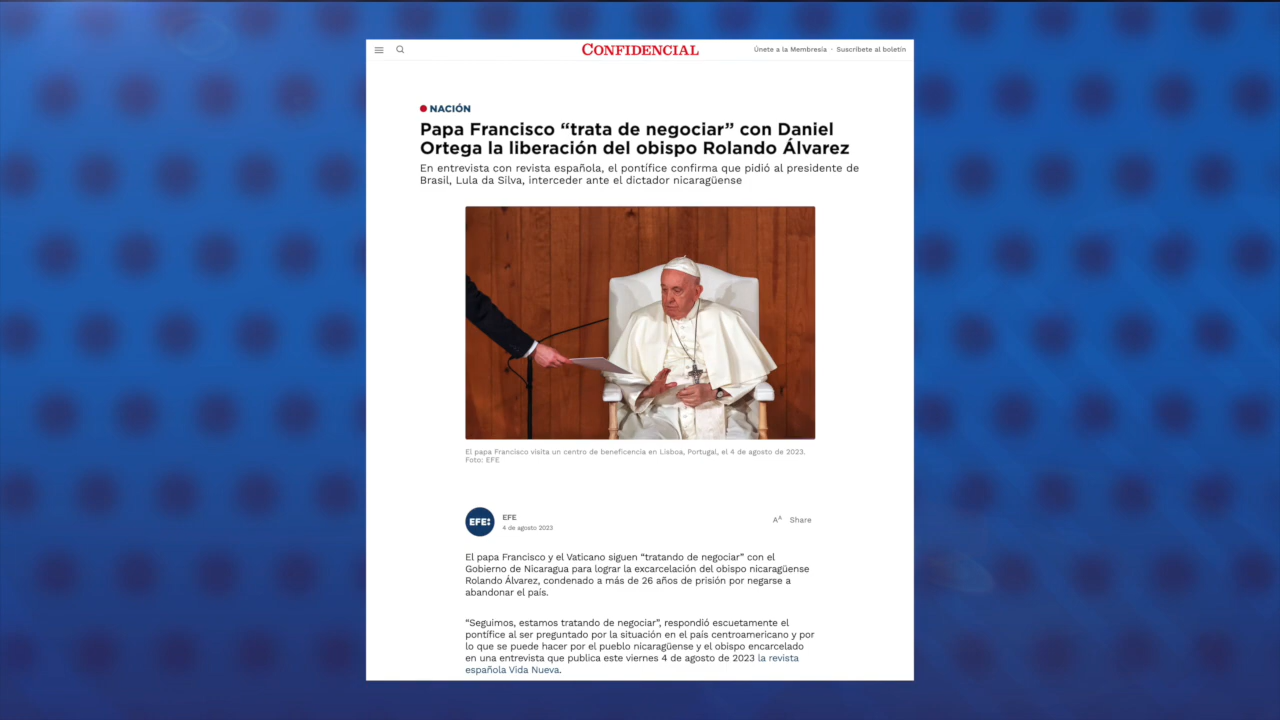 CONFIDENCIAL
Únete a la Membresía · Suscríbete al boletín
NACIÓN
Papa Francisco “trata de negociar” con Daniel
Ortega la liberación del obispo Rolando Álvarez
En entrevista con revista española, el pontífice confirma que pidió al presidente de
Brasil, Lula da Silva, interceder ante el dictador nicaragüense
El papa Francisco visita un centro de beneficencia en Lisboa, Portugal, el 4 de agosto de 2023.
Foto: EFE
EFE:
EFE
4 de agosto 2023
AA Share
El papa Francisco y el Vaticano siguen “tratando de negociar” con el
Gobierno de Nicaragua para lograr la excarcelación del obispo nicaragüense
Rolando Álvarez, condenado a más de 26 años de prisión por negarse a
abandonar el país.
“Seguimos, estamos tratando de negociar”, respondió escuetamente el
pontífice al ser preguntado por la situación en el país centroamericano y por
lo que se puede hacer por el pueblo nicaragüense y el obispo encarcelado
en una entrevista que publica este viernes 4 de agosto de 2023 la revista
española Vida Nueva.